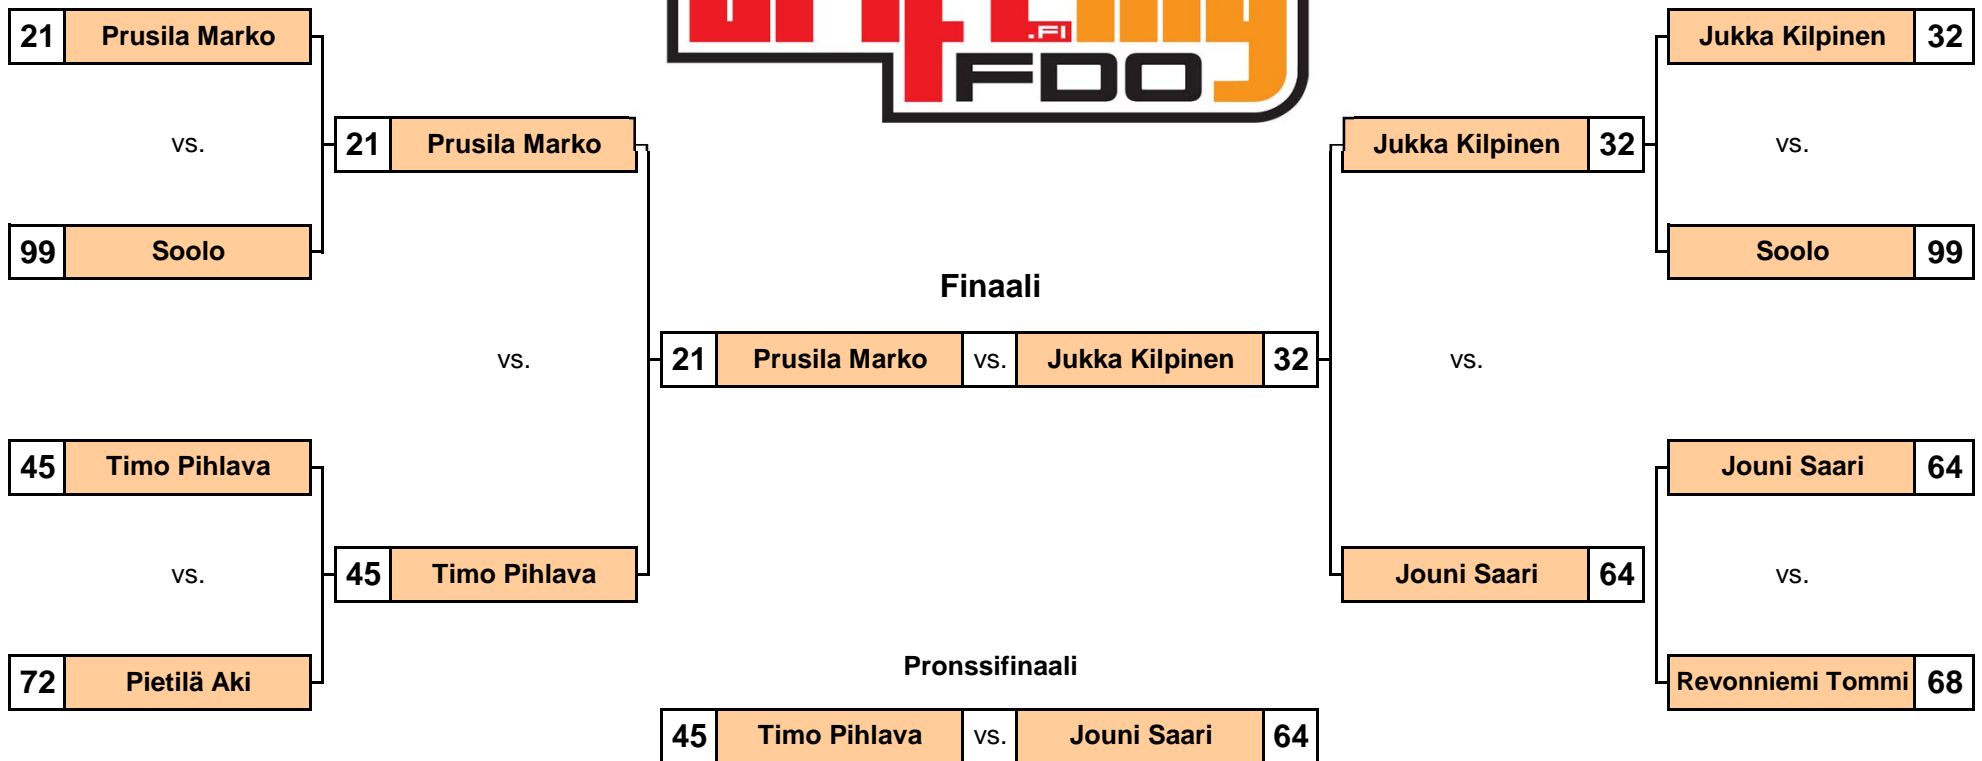 21 Prusila Marko
vs.
99 Soolo
45 Timo Pihlava
vs.
72 Pietilä Aki
21 Prusila Marko
vs.
45 Timo Pihlava
.FI
FDO
Finaali
21 Prusila Marko vs. Jukka Kilpinen 32
Pronssifinaali
45 Timo Pihlava vs. Jouni Saari 64
Jukka Kilpinen 32
vs.
Jouni Saari 64
Jukka Kilpinen 32
vs.
Soolo 99
Jouni Saari 64
vs.
Revonniemi Tommi 68